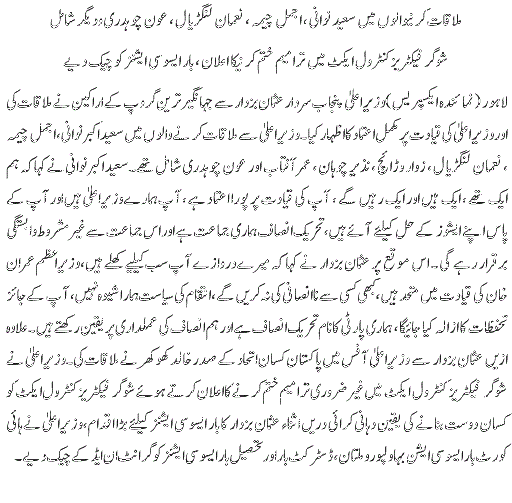 ملاقات کرنیوالوں میں سعید نوانی، اجمل چیمہ، نعمان لنگڑیال، عون چوہدری و دیگر شامل
شوگر فیکٹریز کنٹرول ایکٹ میں ترامیم ختم کرنیکا اعلان، بار ایسوسی ایشنز کو چیک دیے
لاہور (نمائندہ ایکسپریس) وزیراعلیٰ پنجاب سردار عثمان بزدار سے جہانگیر ترین گروپ کے اراکین نے ملاقات کی
اور وزیراعلیٰ کی قیادت پر مکمل اعتماد کا اظہار کیا۔ وزیراعلیٰ سے ملاقات کرنے والوں میں سعید اکبر نوانی، اجمل چیمہ
، نعمان لنگڑیال، زوار وڑائچ، نذیر چوہان، عمر آفتاب اور عون چوہدری شامل تھے۔ سعید اکبر نوانی نے کہا کہ ہم
ایک تھے، ایک ہیں اور ایک رہیں گے، آپ کی قیادت پر پورا اعتماد ہے، آپ ہمارے وزیراعلیٰ ہیں اور آپ کے
پاس اپنے ایشوز کے حل کیلئے آئے ہیں، تحریک انصاف ہماری جماعت ہے اور اس جماعت سے غیر مشروط وابستگی
برقرار رہے گی۔ اس موقع پر عثمان بزدار نے کہا کہ میرے دروازے آپ سب کیلئے کھلے ہیں، وزیراعظم عمران
خان کی قیادت میں متحد ہیں، کبھی کسی سے ناانصافی کی نہ کریں گے، انتقام کی سیاست ہمارا شیوہ نہیں، آپ کے جائز
تحفظات کا ازالہ کیا جائیگا، ہماری پارٹی کا نام تحریک انصاف ہے اور ہم انصاف کی عملداری پر یقین رکھتے ہیں۔ علاوہ
ازیں عثمان بزدار سے وزیراعلیٰ آفس میں پاکستان کسان اتحاد کے صدر خالد کھوکھر نے ملاقات کی۔ وزیراعلیٰ نے
شوگر فیکٹریز کنٹرول ایکٹ میں غیر ضروری ترامیم ختم کرنے کا اعلان کرتے ہوئے شوگر فیکٹریز کنٹرول ایکٹ کو
کسان دوست بنانے کی یقین دہانی کرائی دریں اثناء عثمان بزدار کا بار ایسوسی ایشنز کیلئے بڑا اقدام، وزیراعلیٰ نے ہائی
کورٹ بار ایسوسی ایشن بہاولپور و ملتان، ڈسٹرکٹ بار اور تحصیل بار ایسوسی ایشنز کو گرانٹ ان ایڈ کے چیک دیے۔